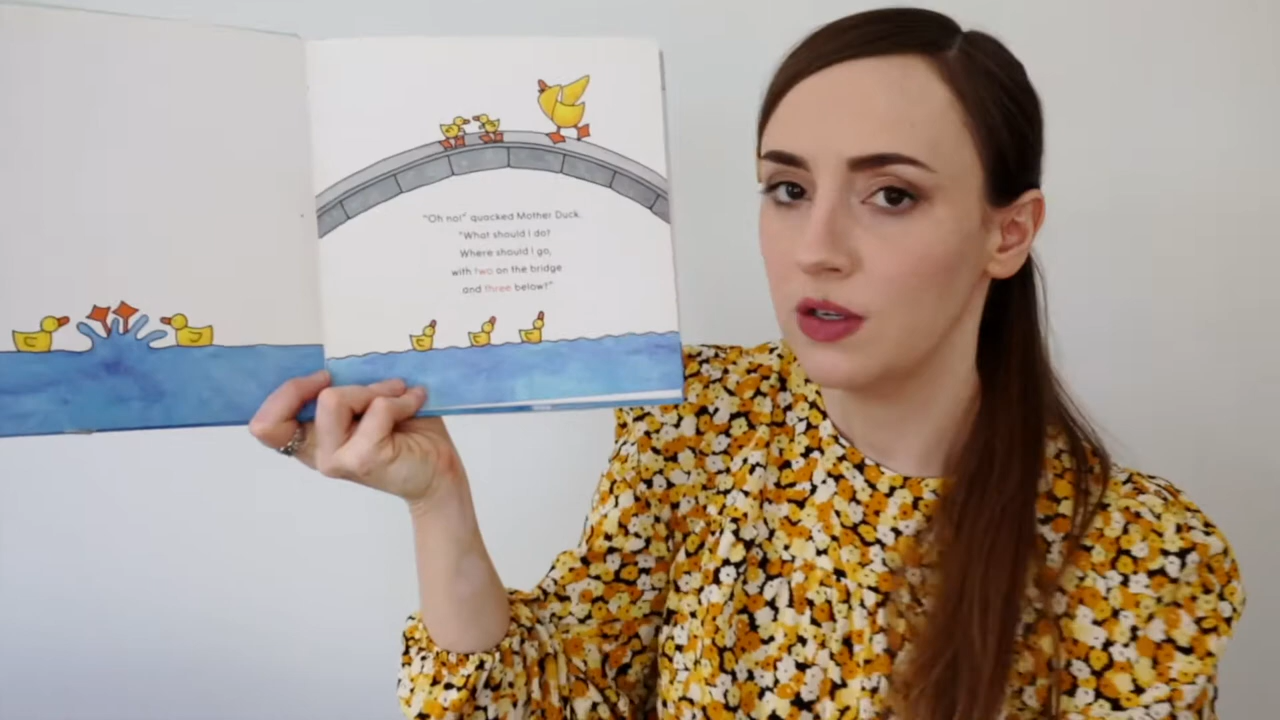 "Oh no!" quacked Mother Duck.
"What should I do?
Where should I go,
with two on the bridge
and three below?"